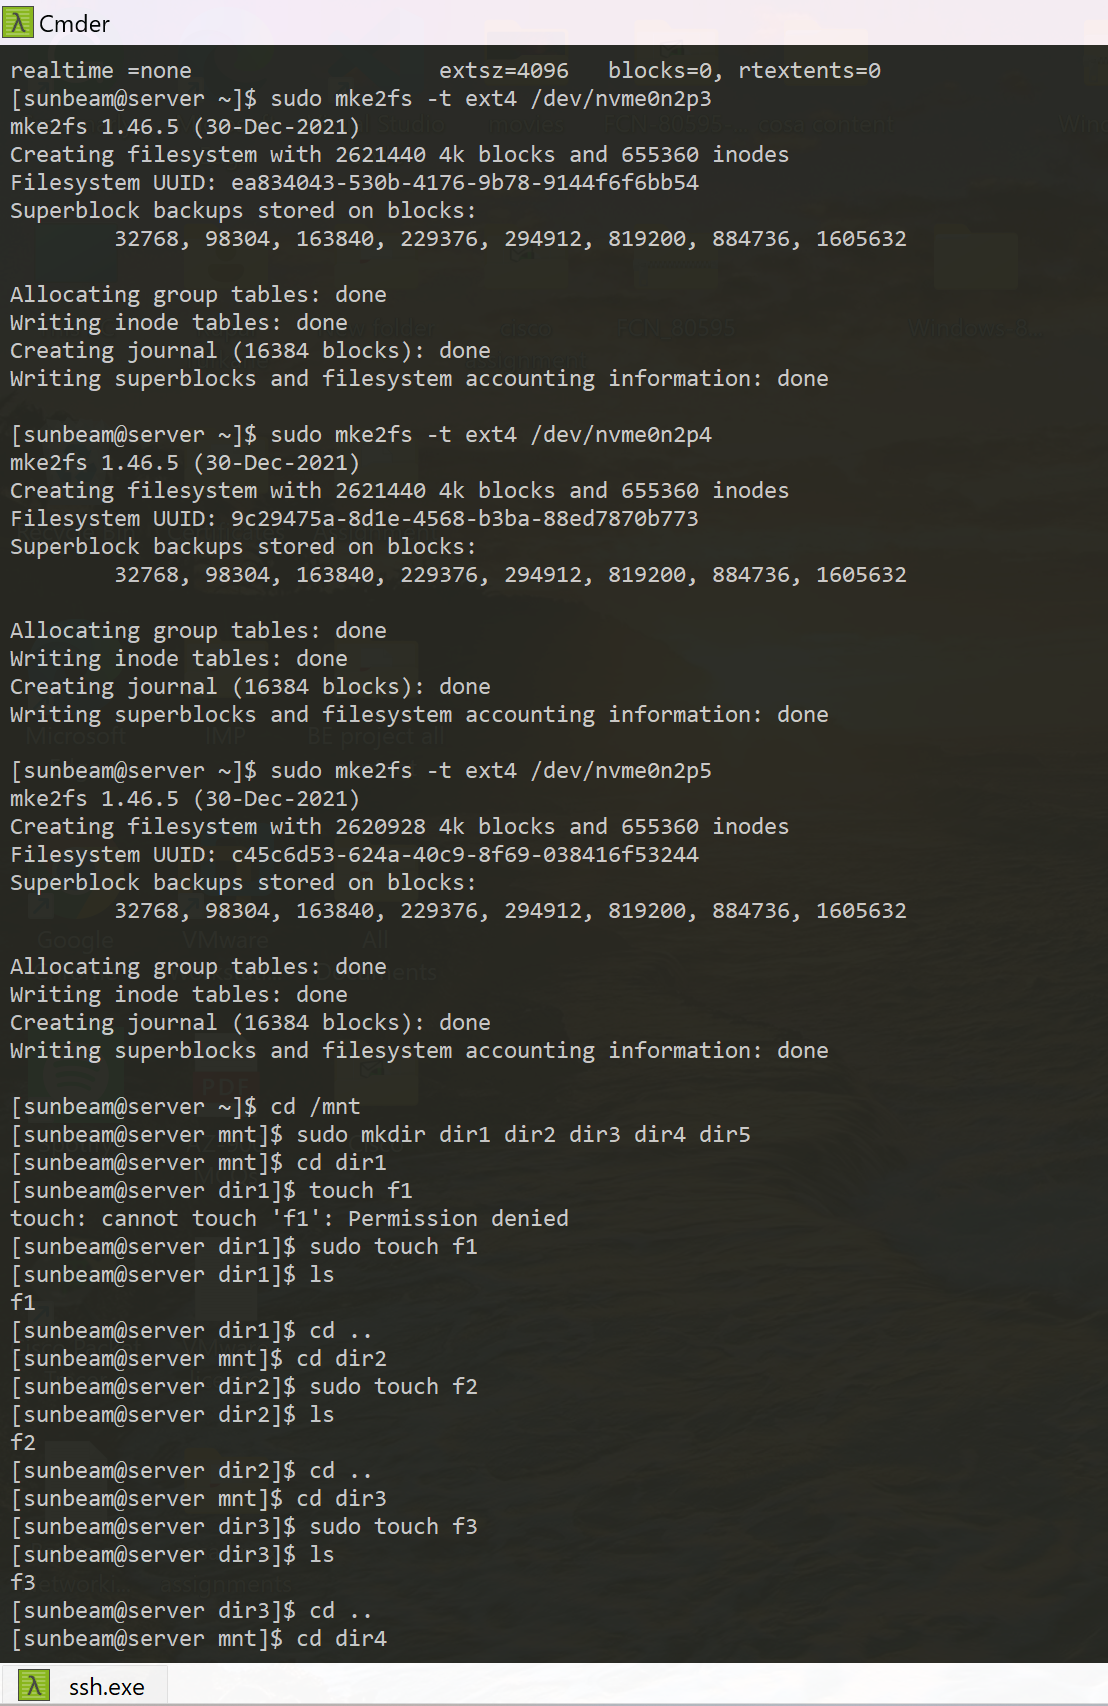 Cmder
realtime =none                   extsz=4096   blocks=0, rtextents=0
[sunbeam@server ~]$ sudo mke2fs -t ext4 /dev/nvme0n2p3
mke2fs 1.46.5 (30-Dec-2021)
Creating filesystem with 2621440 4k blocks and 655360 inodes
Filesystem UUID: ea834043-530b-4176-9b78-9144f6f6bb54
Superblock backups stored on blocks:
        32768, 98304, 163840, 229376, 294912, 819200, 884736, 1605632
Allocating group tables: done
Writing inode tables: done
Creating journal (16384 blocks): done
Writing superblocks and filesystem accounting information: done
[sunbeam@server ~]$ sudo mke2fs -t ext4 /dev/nvme0n2p4
mke2fs 1.46.5 (30-Dec-2021)
Creating filesystem with 2621440 4k blocks and 655360 inodes
Filesystem UUID: 9c29475a-8d1e-4568-b3ba-88ed7870b773
Superblock backups stored on blocks:
        32768, 98304, 163840, 229376, 294912, 819200, 884736, 1605632
Allocating group tables: done
Writing inode tables: done
Creating journal (16384 blocks): done
Writing superblocks and filesystem accounting information: done
[sunbeam@server ~]$ sudo mke2fs -t ext4 /dev/nvme0n2p5
mke2fs 1.46.5 (30-Dec-2021)
Creating filesystem with 2620928 4k blocks and 655360 inodes
Filesystem UUID: c45c6d53-624a-40c9-8f69-038416f53244
Superblock backups stored on blocks:
        32768, 98304, 163840, 229376, 294912, 819200, 884736, 1605632
Allocating group tables: done
Writing inode tables: done
Creating journal (16384 blocks): done
Writing superblocks and filesystem accounting information: done
[sunbeam@server ~]$ cd /mnt
[sunbeam@server mnt]$ sudo mkdir dir1 dir2 dir3 dir4 dir5
[sunbeam@server mnt]$ cd dir1
[sunbeam@server dir1]$ touch f1
touch: cannot touch 'f1': Permission denied
[sunbeam@server dir1]$ sudo touch f1
[sunbeam@server dir1]$ ls
f1
[sunbeam@server dir1]$ cd ..
[sunbeam@server mnt]$ cd dir2
[sunbeam@server dir2]$ sudo touch f2
[sunbeam@server dir2]$ ls
f2
[sunbeam@server dir2]$ cd ..
[sunbeam@server mnt]$ cd dir3
[sunbeam@server dir3]$ sudo touch f3
[sunbeam@server dir3]$ ls
f3
[sunbeam@server dir3]$ cd ..
[sunbeam@server mnt]$ cd dir4
ssh.exe